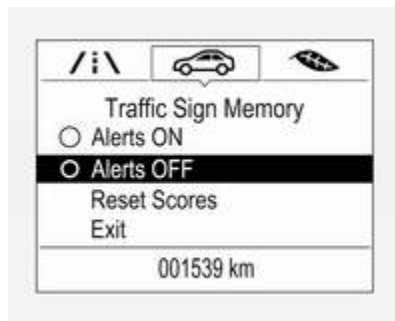 Traffic Sign Memory
Alerts ON
Alerts OFF
Reset Scores
Exit
001539 km